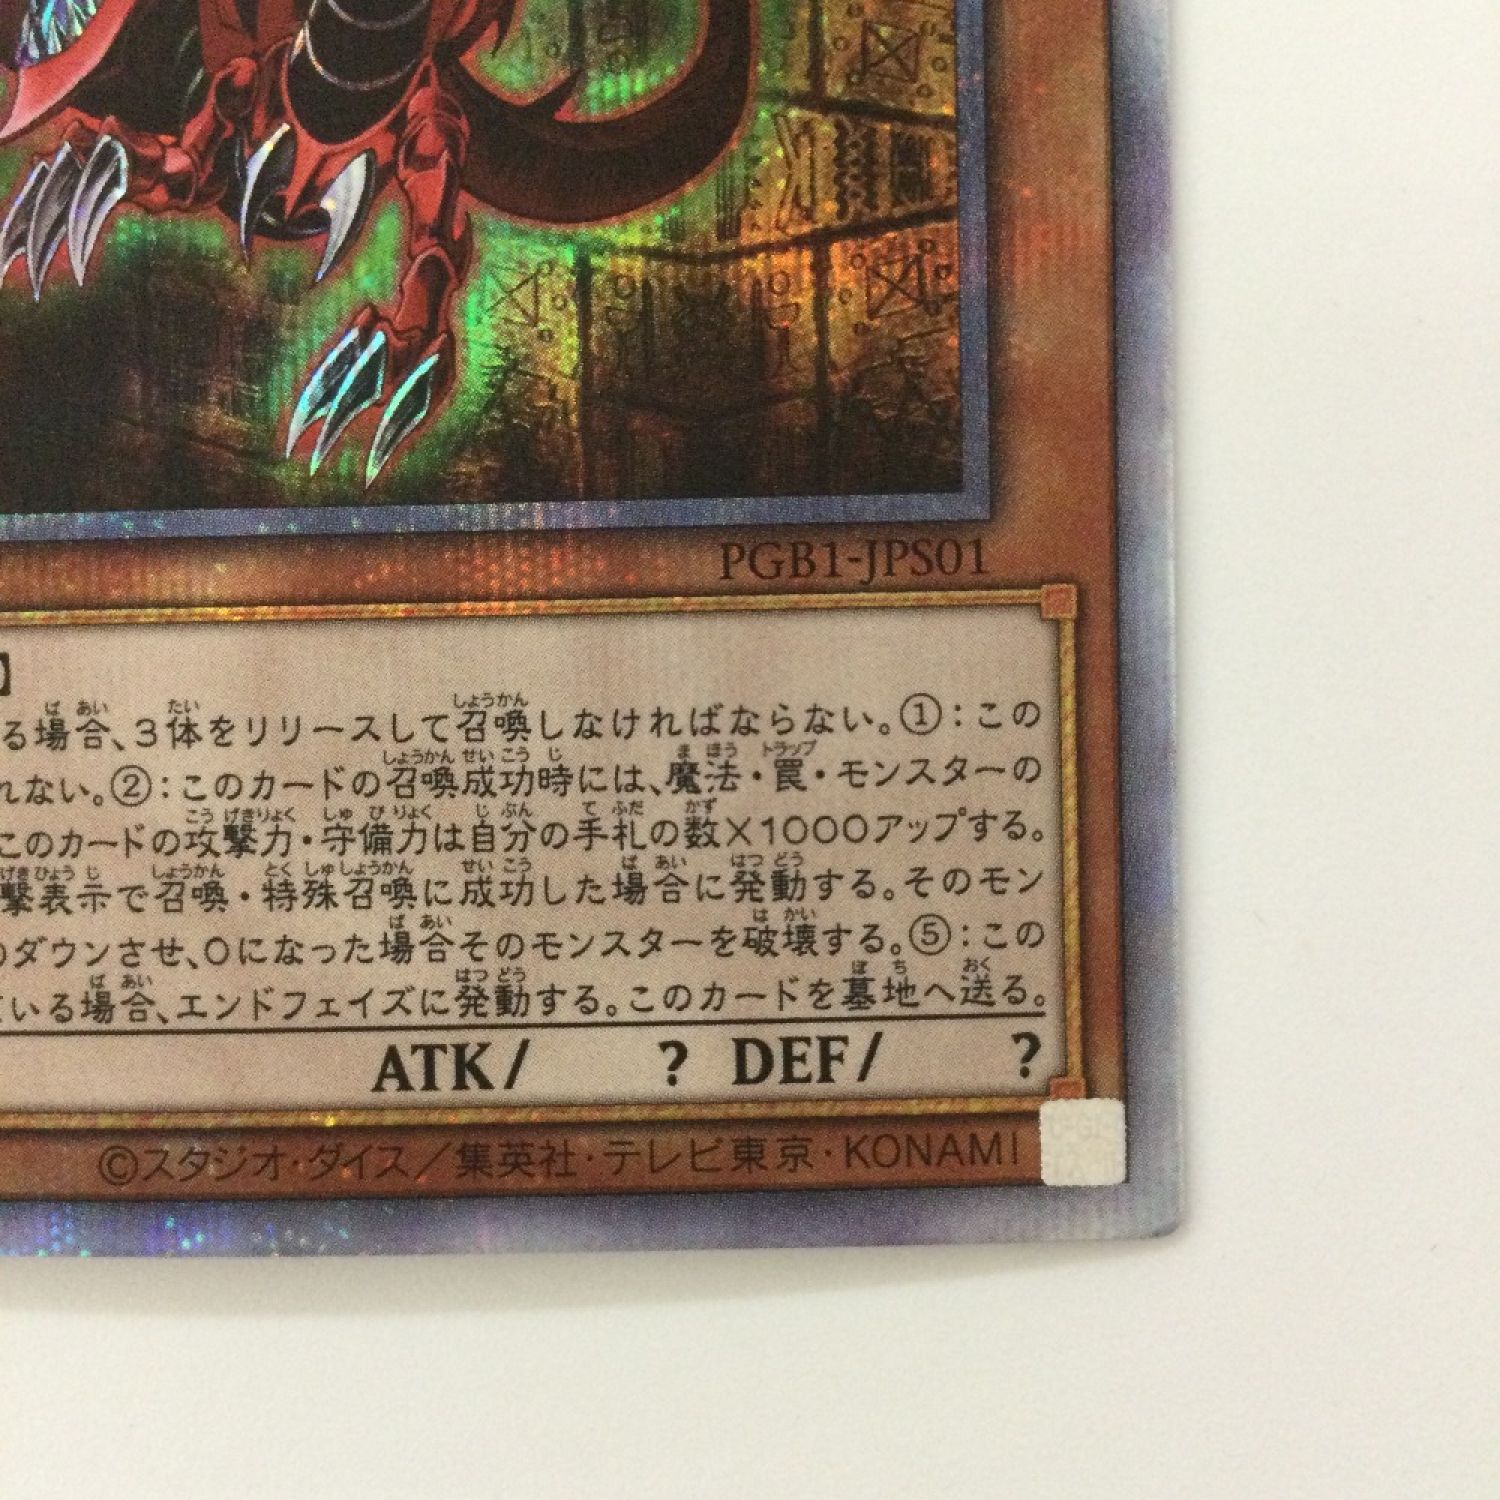 PGB1-JPS01
】
る場合、3体をリリースして召喚しなければならない。①：この
れない。②：このカードの召喚成功時には、魔法・罠・モンスターの
このカードの攻撃力・守備力は自分の手札の数×1000アップする。
撃表示で召喚・特殊召喚に成功した場合に発動する。そのモン
ダウンさせ、0になった場合そのモンスターを破壊する。⑤：この
いる場合、エンドフェイズに発動する。このカードを墓地へ送る。
ATK/ ? DEF/ ?
©スタジオ・ダイス／集英社・テレビ東京・KONAMI